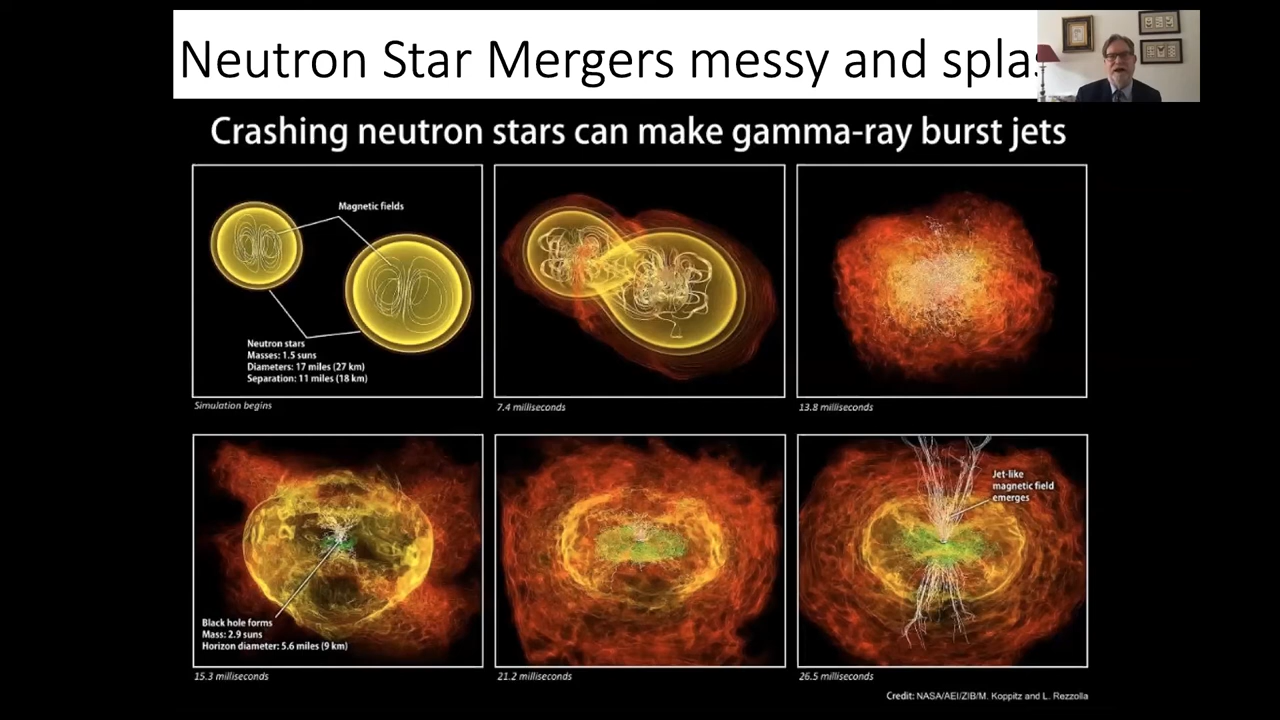 Neutron Star Mergers messy and
Crashing neutron stars can make gamma-ray burst jets
Magnetic fields
Neutron stars
Masses: 1.5 suns
Diameters: 17 miles (27 km)
Separation: 11 miles (18 km)
Simulation begins
7.4 milliseconds
13.8 milliseconds
Jet-like
magnetic field
emerges
Black hole forms
Mass: 2.9 suns
Horizon diameter: 5.6 miles (9 km)
15.3 milliseconds
21.2 milliseconds
26.5 milliseconds
Credit: NASA/AEI/ZIB/M. Koppitz and L. Rezzolla